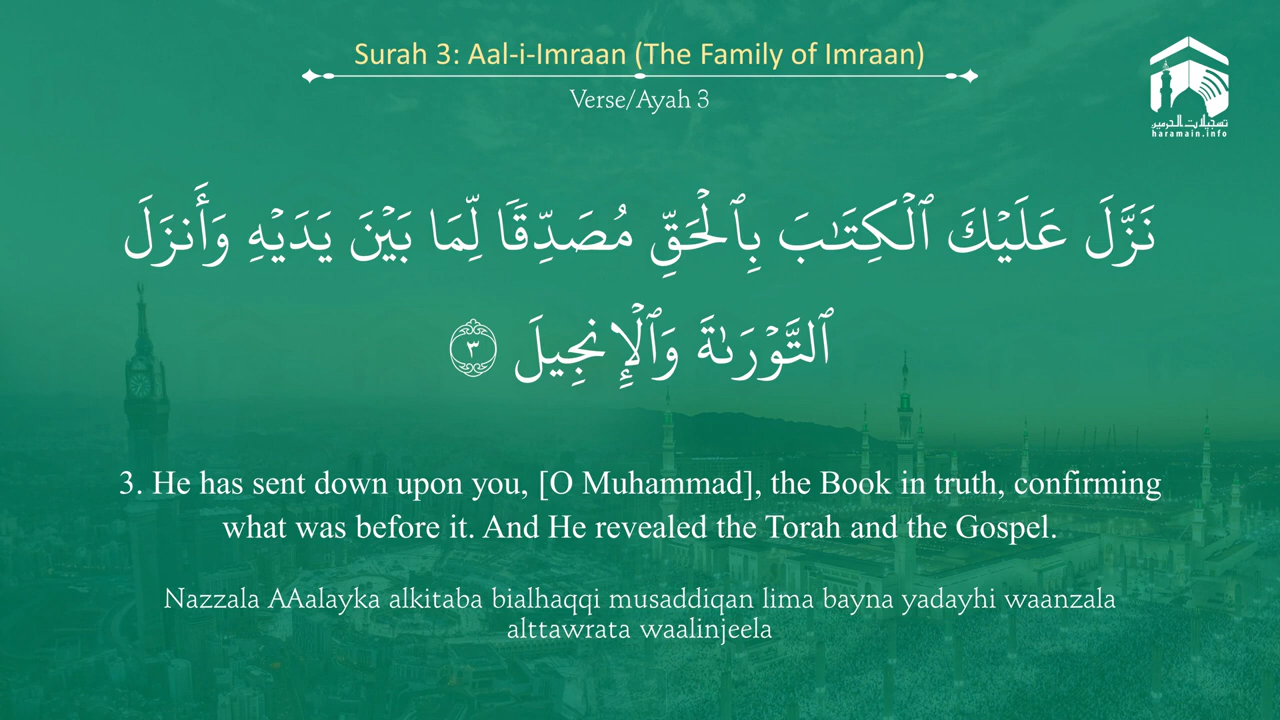 Surah 3: Aal-i-Imraan (The Family of Imraan)
Verse/Ayah 3
تسجيلات الحرمين
haramain.info
نَزَّلَ عَلَيْكَ ٱلْكِتَـٰبَ بِٱلْحَقِّ مُصَدِّقًا لِّمَا بَيْنَ يَدَيْهِ وَأَنزَلَ
ٱلتَّوْرَىٰةَ وَٱلْإِنجِيلَ ٣
3. He has sent down upon you, [O Muhammad], the Book in truth, confirming
what was before it. And He revealed the Torah and the Gospel.
Nazzala AAalayka alkitaba bialhaqqi musaddiqan lima bayna yadayhi waanzala
alttawrata waalinjeela